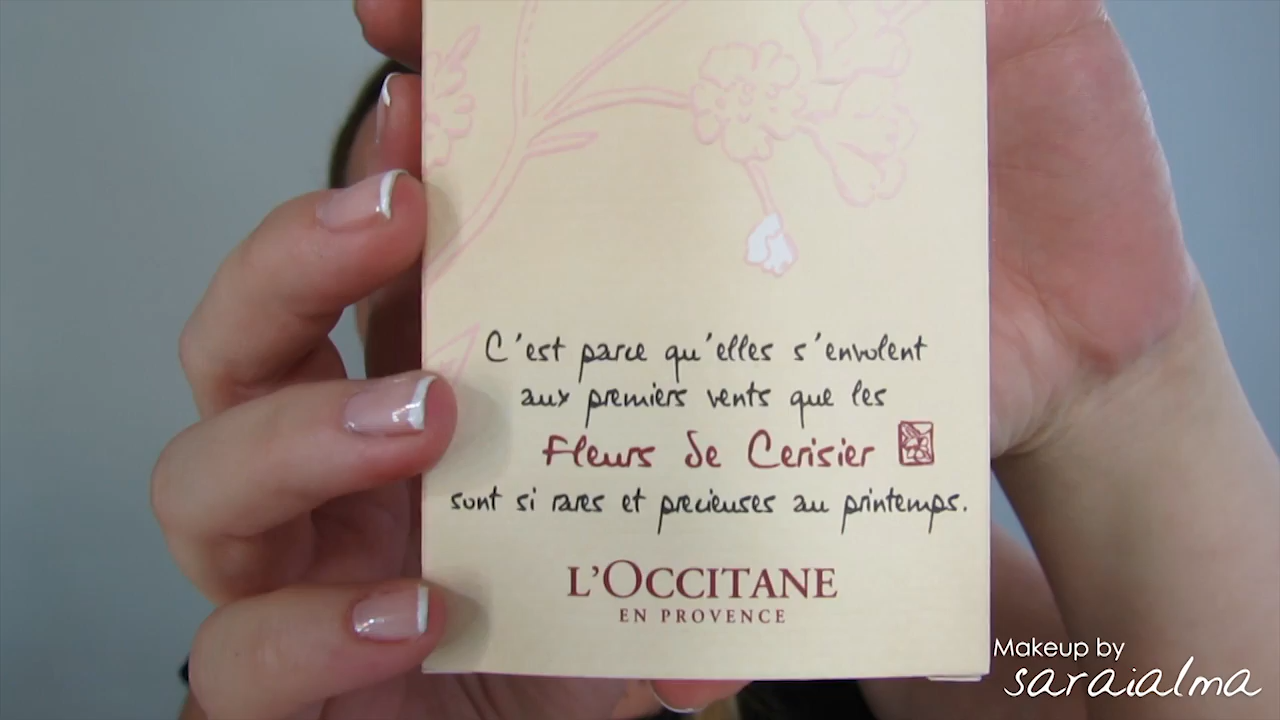 C'est parce qu'elles s'envolent
aux premiers vents que les
Fleurs de Cerisier
sont si rares et precieuses au printemps.
L'OCCITANE
EN PROVENCE
Makeup by
saraialma